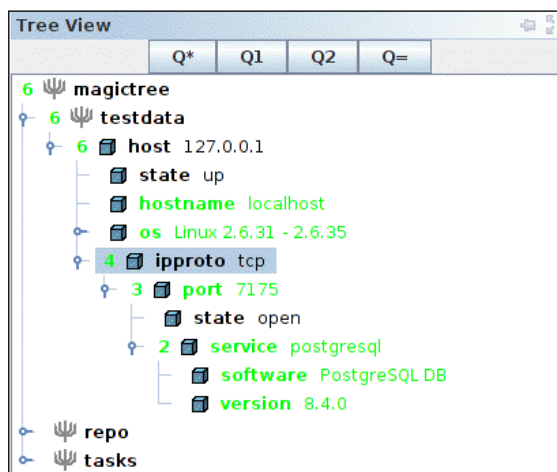 Tree View
Q* Q1 Q2 Q=
6 magictree
6 testdata
6 host 127.0.0.1
state up
hostname localhost
os Linux 2.6.31 - 2.6.35
4 ipproto tcp
3 port 7175
state open
2 service postgresql
software PostgreSQL DB
version 8.4.0
repo
tasks